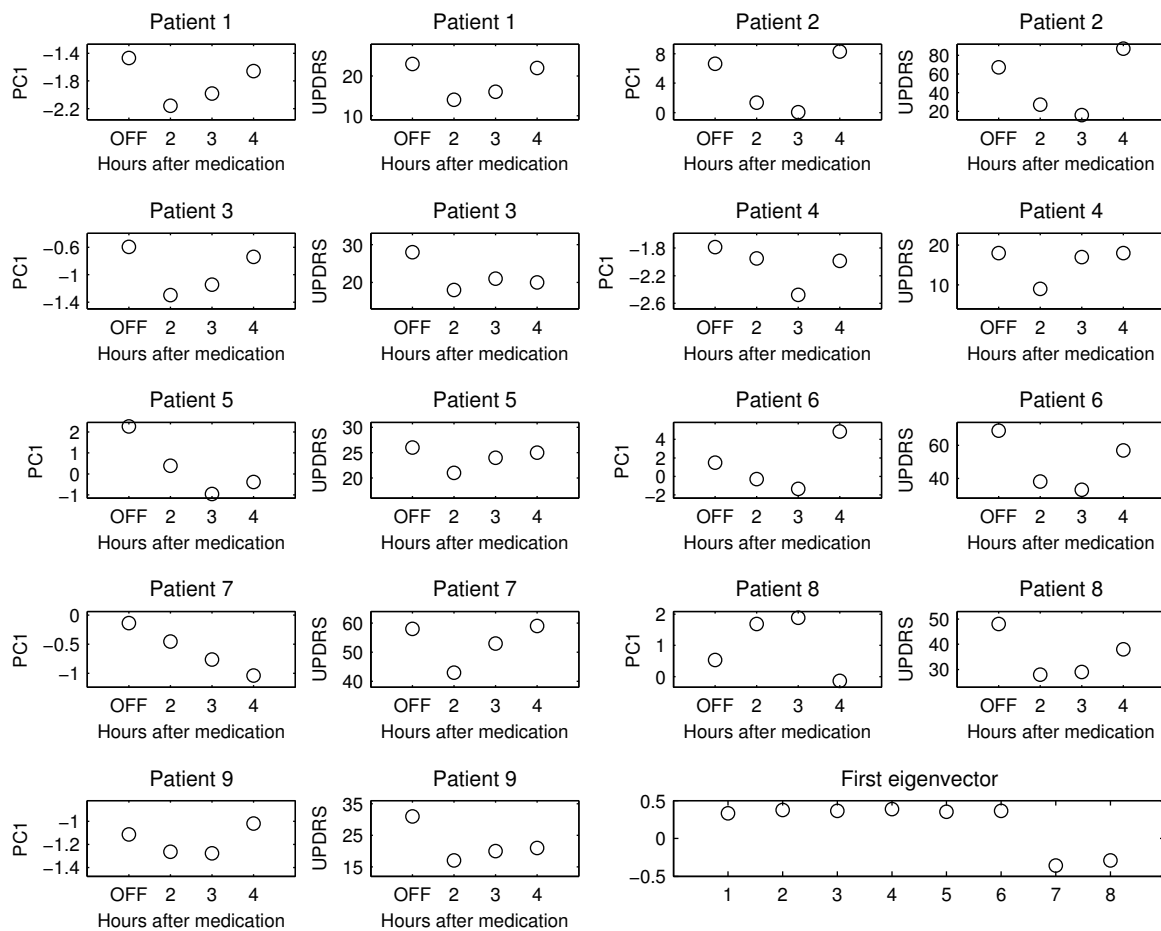 Patient 1
PC1
−1.4
−1.8
−2.2
OFF 2 3 4
Hours after medication
Patient 1
UPDRS
20
10
OFF 2 3 4
Hours after medication
Patient 2
PC1
8
4
0
OFF 2 3 4
Hours after medication
Patient 2
UPDRS
80
60
40
20
OFF 2 3 4
Hours after medication
Patient 3
PC1
−0.6
−1
−1.4
OFF 2 3 4
Hours after medication
Patient 3
UPDRS
30
20
OFF 2 3 4
Hours after medication
Patient 4
PC1
−1.8
−2.2
−2.6
OFF 2 3 4
Hours after medication
Patient 4
UPDRS
20
10
OFF 2 3 4
Hours after medication
Patient 5
PC1
2
1
0
−1
OFF 2 3 4
Hours after medication
Patient 5
UPDRS
30
25
20
OFF 2 3 4
Hours after medication
Patient 6
PC1
4
2
0
−2
OFF 2 3 4
Hours after medication
Patient 6
UPDRS
60
40
OFF 2 3 4
Hours after medication
Patient 7
PC1
0
−0.5
−1
OFF 2 3 4
Hours after medication
Patient 7
UPDRS
60
50
40
OFF 2 3 4
Hours after medication
Patient 8
PC1
2
1
0
OFF 2 3 4
Hours after medication
Patient 8
UPDRS
50
40
30
OFF 2 3 4
Hours after medication
Patient 9
PC1
−1
−1.2
−1.4
OFF 2 3 4
Hours after medication
Patient 9
UPDRS
35
25
15
OFF 2 3 4
Hours after medication
First eigenvector
0.5
0
−0.5
1 2 3 4 5 6 7 8